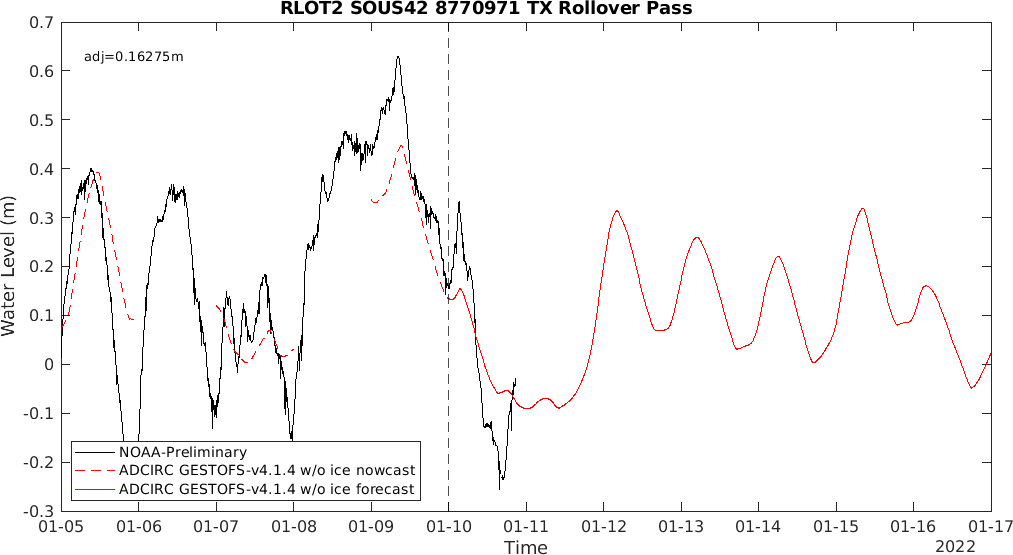 RLOT2 SOUS42 8770971 TX Rollover Pass
adj=0.16275m
0.7
0.6
0.5
0.4
0.3
0.2
0.1
0
-0.1
-0.2
-0.3
Water Level (m)
NOAA-Preliminary
ADCIRC GESTOFS-v4.1.4 w/o ice nowcast
ADCIRC GESTOFS-v4.1.4 w/o ice forecast
01-05 01-06 01-07 01-08 01-09 01-10 01-11 01-12 01-13 01-14 01-15 01-16 01-17
Time
2022